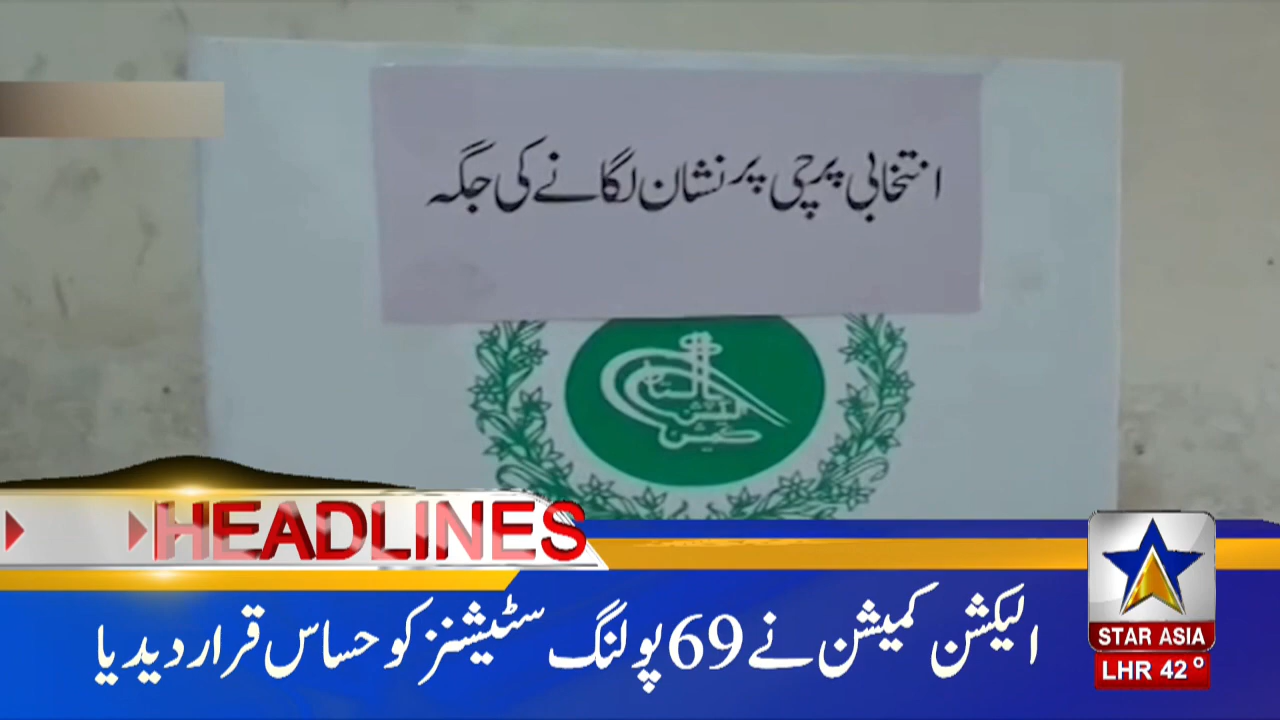 انتخابی پرچی پر نشان لگانے کی جگہ
HEADLINES
الیکشن کمیشن نے 69 پولنگ سٹیشنز کو حساس قرار دیدیا
STAR ASIA
LHR 42°